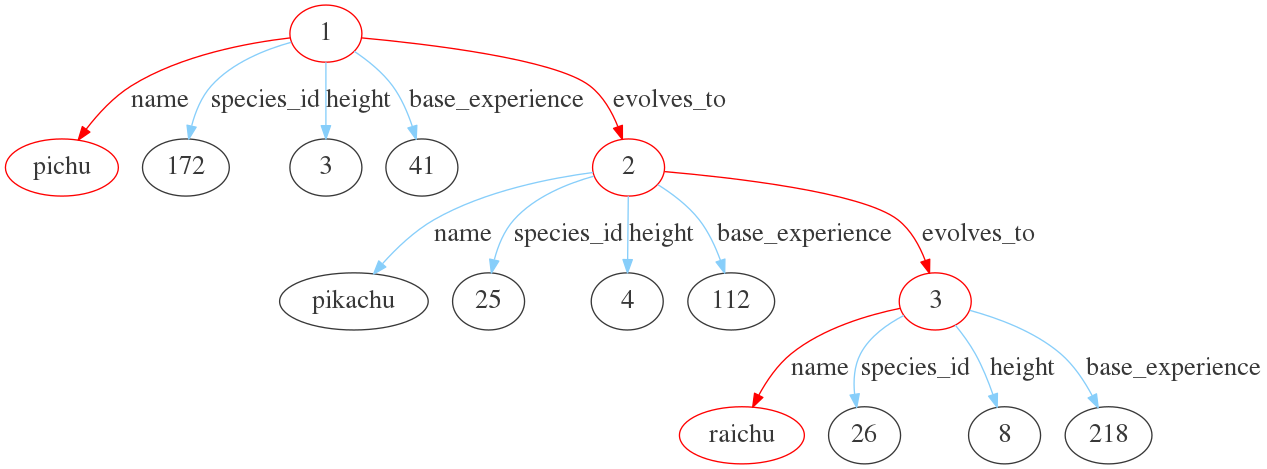 1
name species_id height base_experience evolves_to
pichu 172 3 41 2
name species_id height base_experience evolves_to
pikachu 25 4 112 3
name species_id height base_experience
raichu 26 8 218